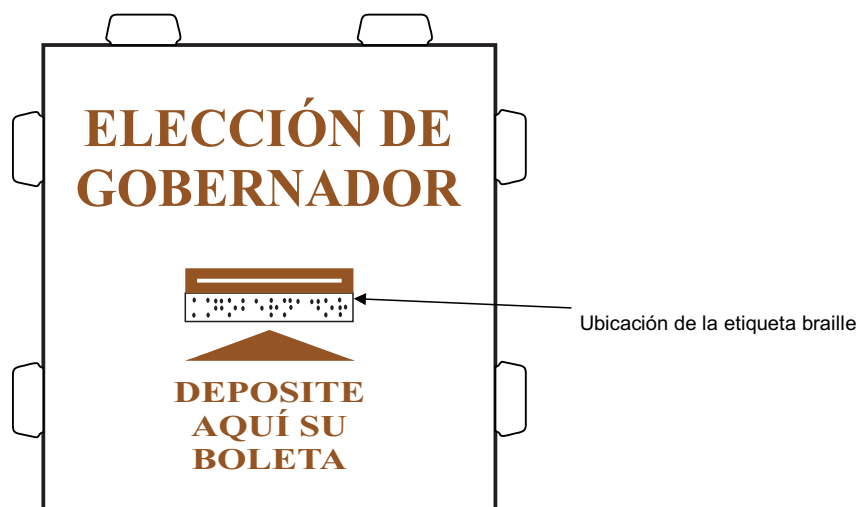 ELECCIÓN DE
GOBERNADOR
Ubicación de la etiqueta braille
DEPOSITE
AQUÍ SU
BOLETA